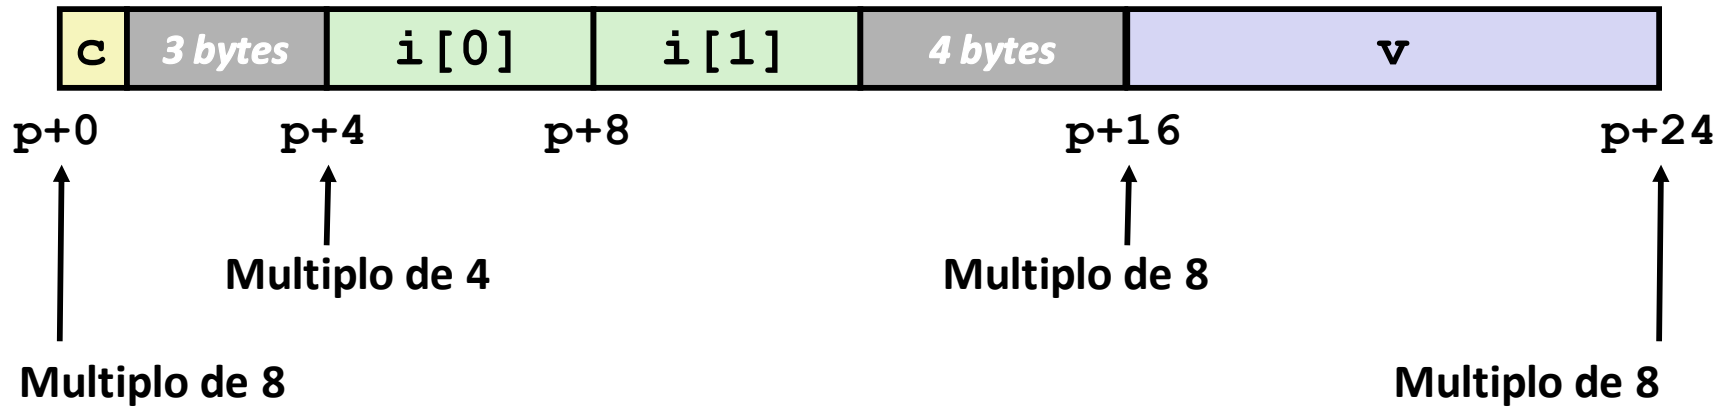 c 3 bytes i[0] i[1] 4 bytes v
p+0 p+4 p+8 p+16 p+24
Multiplo de 4 Multiplo de 8
Multiplo de 8 Multiplo de 8